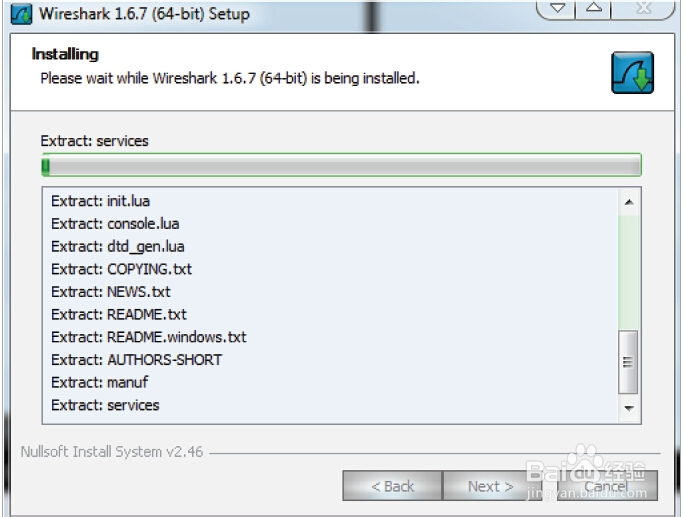 Wireshark 1.6.7 (64-bit) Setup
Installing
Please wait while Wireshark 1.6.7 (64-bit) is being installed.
Extract: services
Extract: init.lua
Extract: console.lua
Extract: dtd_gen.lua
Extract: COPYING.txt
Extract: NEWS.txt
Extract: README.txt
Extract: README.windows.txt
Extract: AUTHORS-SHORT
Extract: manuf
Extract: services
Nullsoft Install System v2.46
< Back Next > Cancel
Baidu 经验
jingyan.baidu.com